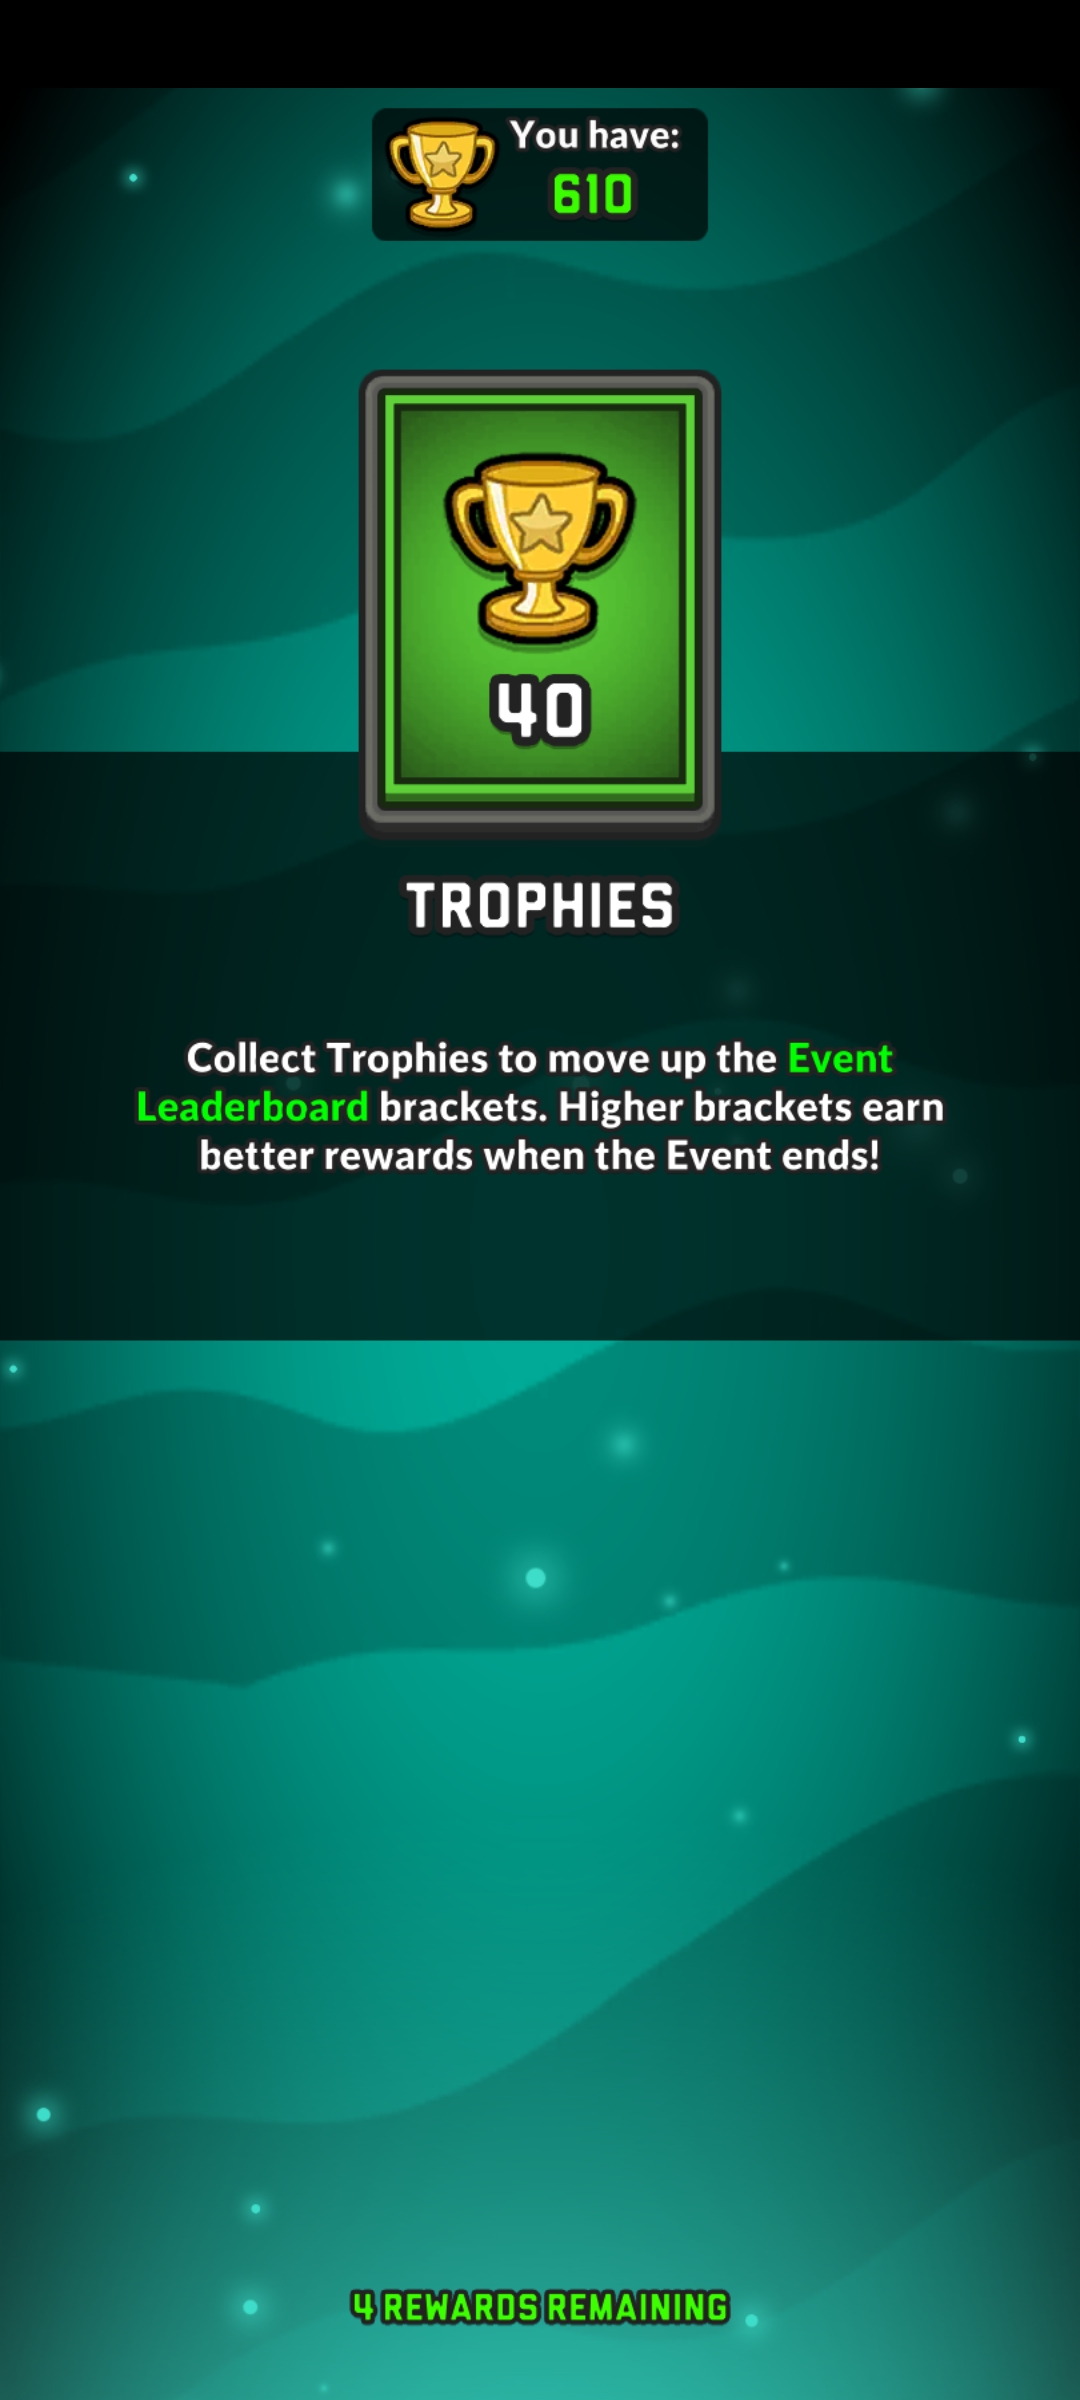 You have:
610
40
TROPHIES
Collect Trophies to move up the Event
Leaderboard brackets. Higher brackets earn
better rewards when the Event ends!
4 REWARDS REMAINING